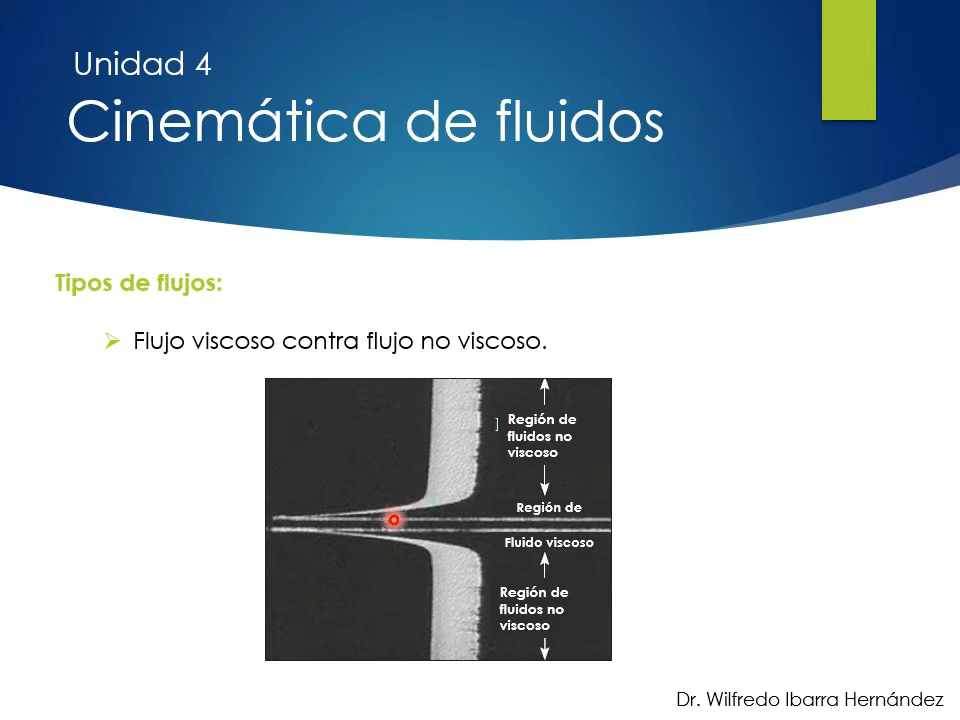 Unidad 4
Cinemática de fluidos
Tipos de flujos:
Flujo viscoso contra flujo no viscoso.
] Región de
fluidos no
viscoso
Región de
Fluido viscoso
Región de
fluidos no
viscoso
Dr. Wilfredo Ibarra Hernández